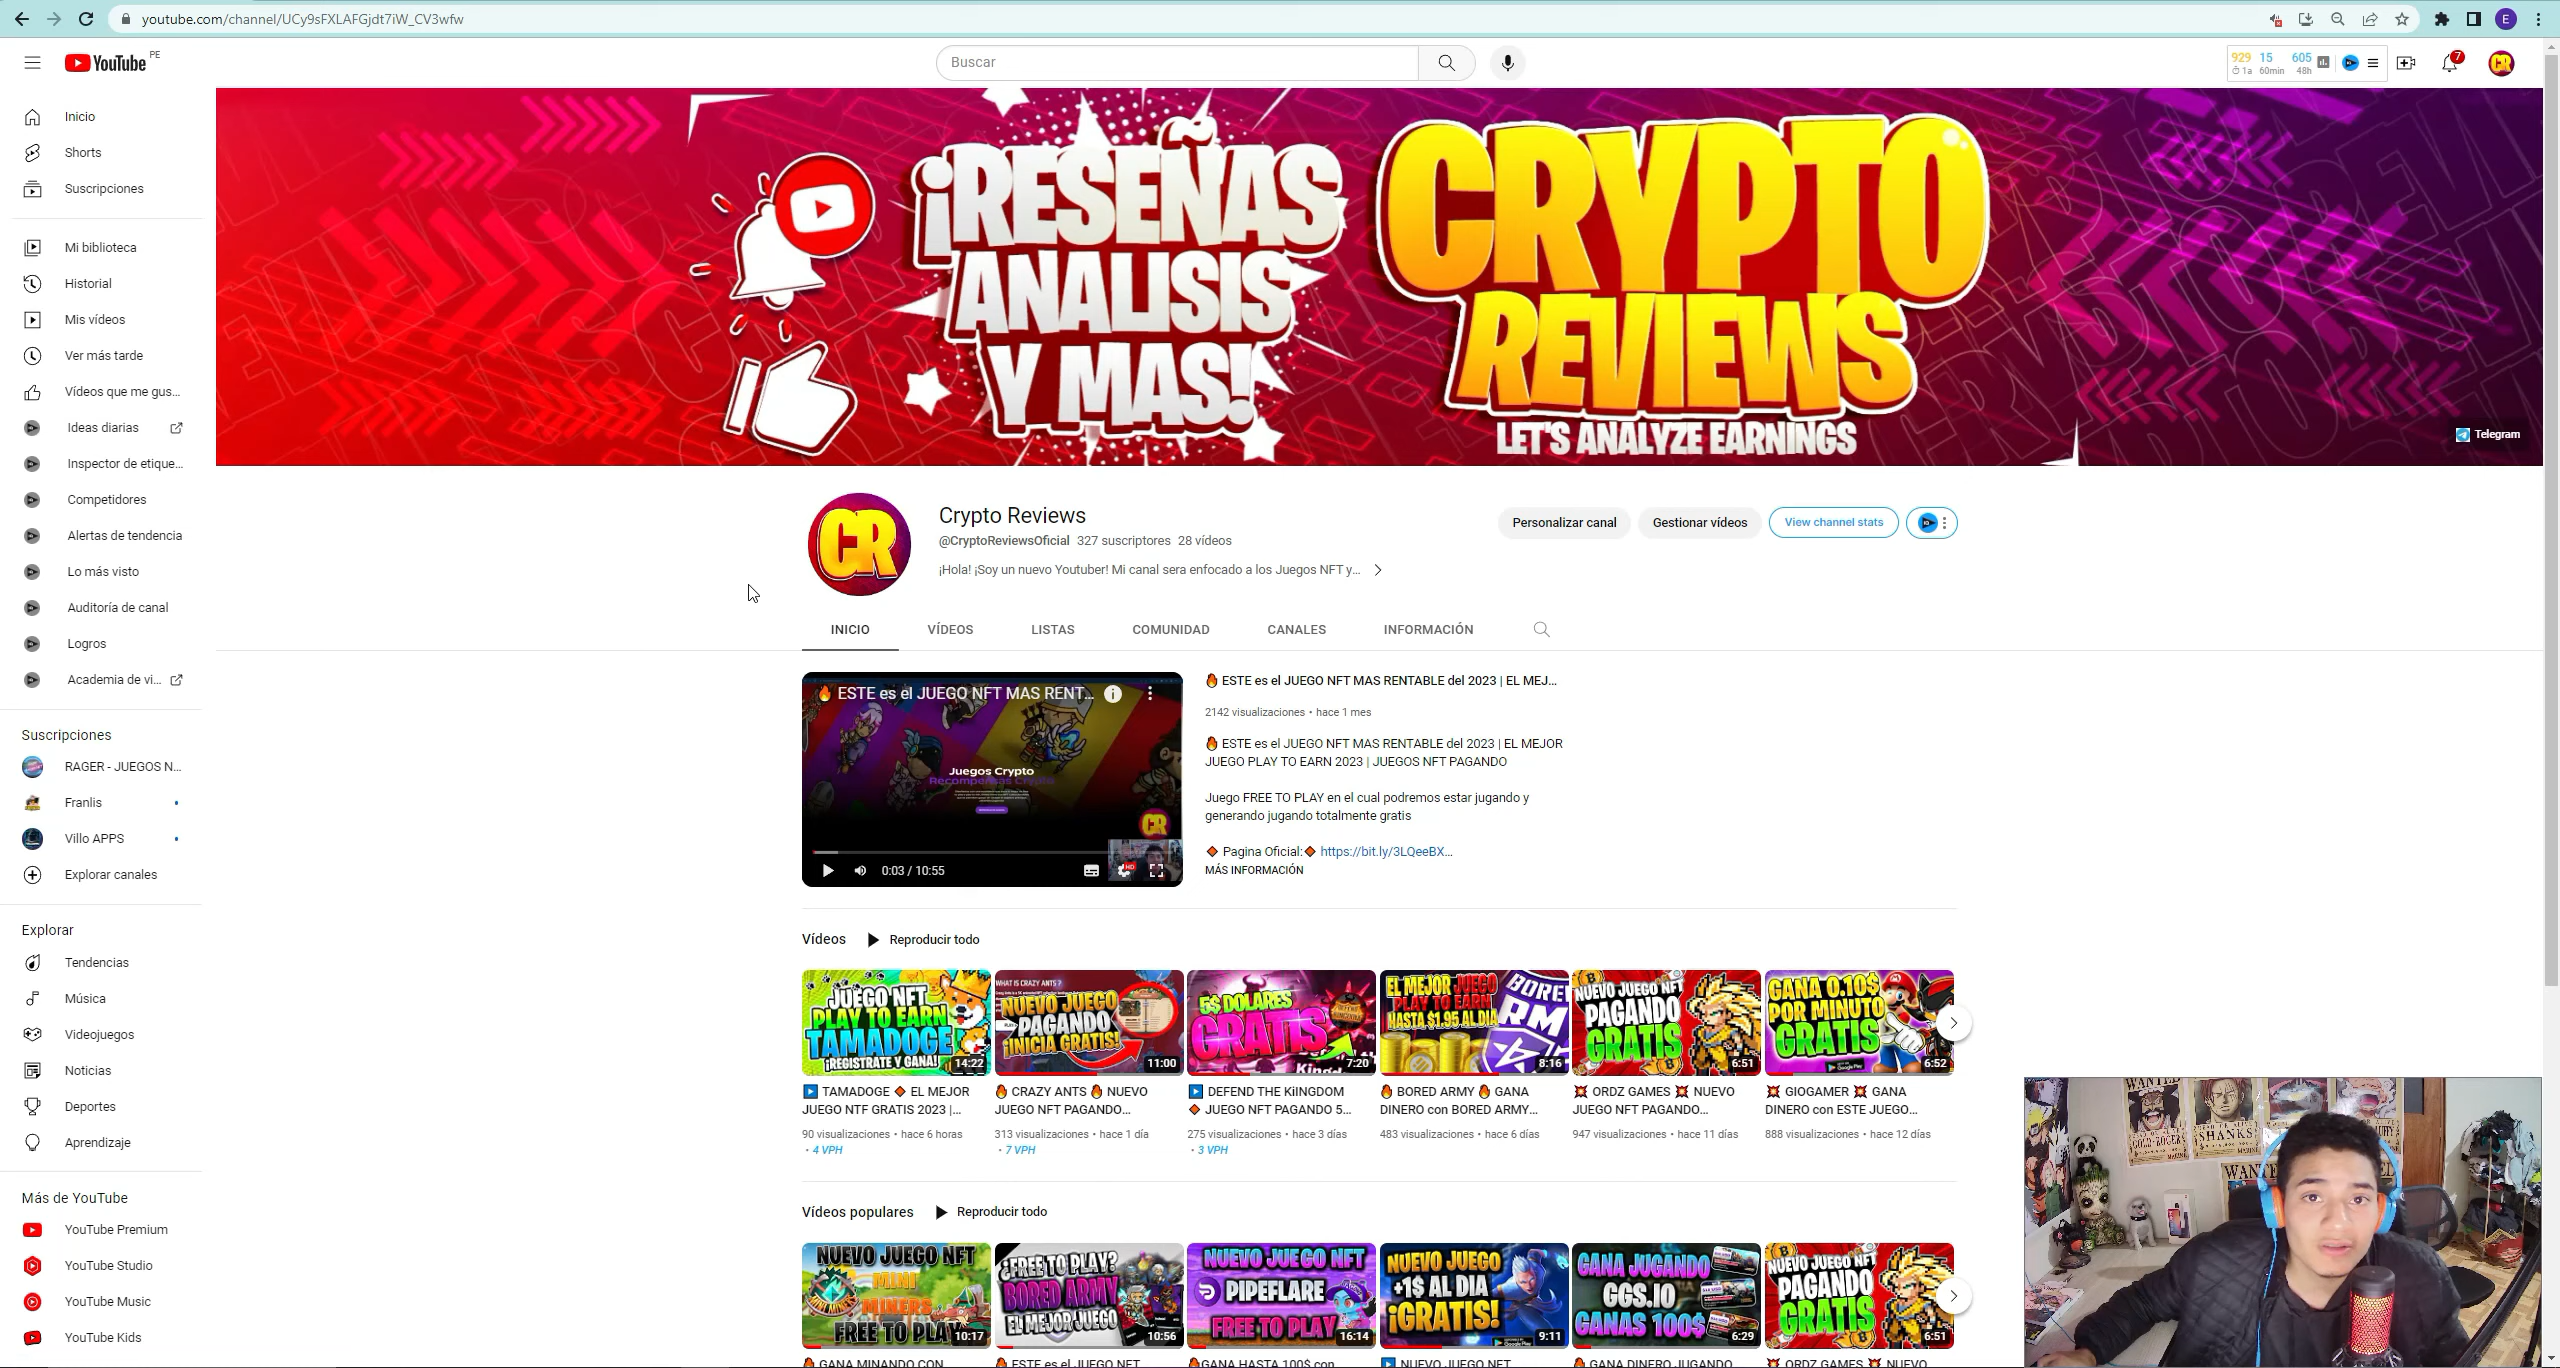 youtube.com/channel/UCy9sFXLAFGjdt7iW_CV3wfw
YouTube PE
Buscar
929 15 605
1a 60min 48h
7
CR
E
Inicio
Shorts
Suscripciones
Mi biblioteca
Historial
Mis vídeos
Ver más tarde
Vídeos que me gus...
Ideas diarias
Inspector de etique...
Competidores
Alertas de tendencia
Lo más visto
Auditoría de canal
Logros
Academia de vi...
Suscripciones
RAGER - JUEGOS N...
Franlis
Villo APPS
Explorar canales
Explorar
Tendencias
Música
Videojuegos
Noticias
Deportes
Aprendizaje
Más de YouTube
YouTube Premium
YouTube Studio
YouTube Music
YouTube Kids
¡RESEÑAS
ANALISIS
Y MAS!
CRYPTO
REVIEWS
LET'S ANALYZE EARNINGS
Telegram
CR
Crypto Reviews
@CryptoReviewsOficial 327 suscriptores 28 vídeos
¡Hola! ¡Soy un nuevo Youtuber! Mi canal sera enfocado a los Juegos NFT y...
Personalizar canal
Gestionar vídeos
View channel stats
INICIO
VÍDEOS
LISTAS
COMUNIDAD
CANALES
INFORMACIÓN
🔥 ESTE es el JUEGO NFT MAS RENT...
Juegos Crypto
Recompensas Crypto
CR
0:03 / 10:55
HD
🔥 ESTE es el JUEGO NFT MAS RENTABLE del 2023 | EL MEJ...
2142 visualizaciones • hace 1 mes
🔥 ESTE es el JUEGO NFT MAS RENTABLE del 2023 | EL MEJOR
JUEGO PLAY TO EARN 2023 | JUEGOS NFT PAGANDO
Juego FREE TO PLAY en el cual podremos estar jugando y
generando jugando totalmente gratis
🔶 Pagina Oficial:🔶 https://bit.ly/3LQeeBX...
MÁS INFORMACIÓN
Vídeos
Reproducir todo
JUEGO NFT
PLAY TO EARN
TAMADOGE
¡REGISTRATE Y GANA!
14:22
▶ TAMADOGE 🔶 EL MEJOR
JUEGO NTF GRATIS 2023 |...
90 visualizaciones • hace 6 horas
• 4 VPH
WHAT IS CRAZY ANTS ?
NUEVO JUEGO
PAGANDO
¡INICIA GRATIS!
11:00
🔥 CRAZY ANTS 🔥 NUEVO
JUEGO NFT PAGANDO...
313 visualizaciones • hace 1 día
• 7 VPH
5$ DOLARES
GRATIS
7:20
▶ DEFEND THE KiINGDOM
🔶 JUEGO NFT PAGANDO 5...
275 visualizaciones • hace 3 días
• 3 VPH
EL MEJOR JUEGO
PLAY TO EARN
HASTA $1.95 AL DIA
8:16
🔥 BORED ARMY 🔥 GANA
DINERO con BORED ARMY...
483 visualizaciones • hace 6 días
NUEVO JUEGO NFT
PAGANDO
GRATIS
6:51
💥 ORDZ GAMES 💥 NUEVO
JUEGO NFT PAGANDO...
947 visualizaciones • hace 11 días
GANA 0.10$
POR MINUTO
GRATIS
Google Play
6:52
💥 GIOGAMER 💥 GANA
DINERO con ESTE JUEGO...
888 visualizaciones • hace 12 días
Vídeos populares
Reproducir todo
NUEVO JUEGO NFT
MINI
MINERS
FREE TO PLAY
10:17
🔥 GANA MINANDO CON
¿FREE TO PLAY?
BORED ARMY
EL MEJOR JUEGO
10:56
🔥 ESTE es el JUEGO NFT
NUEVO JUEGO NFT
PIPEFLARE
FREE TO PLAY
16:14
🔥GANA HASTA 100$ con
NUEVO JUEGO
+1$ AL DIA
¡GRATIS!
Google Play
9:11
▶ NUEVO JUEGO NFT
GANA JUGANDO
GGS.IO
GANAS 100$
6:29
🔥 GANA DINERO JUGANDO
NUEVO JUEGO NFT
PAGANDO
GRATIS
6:51
💥 ORDZ GAMES 💥 NUEVO
WANTED
GOLD·ROGER
SHANKS